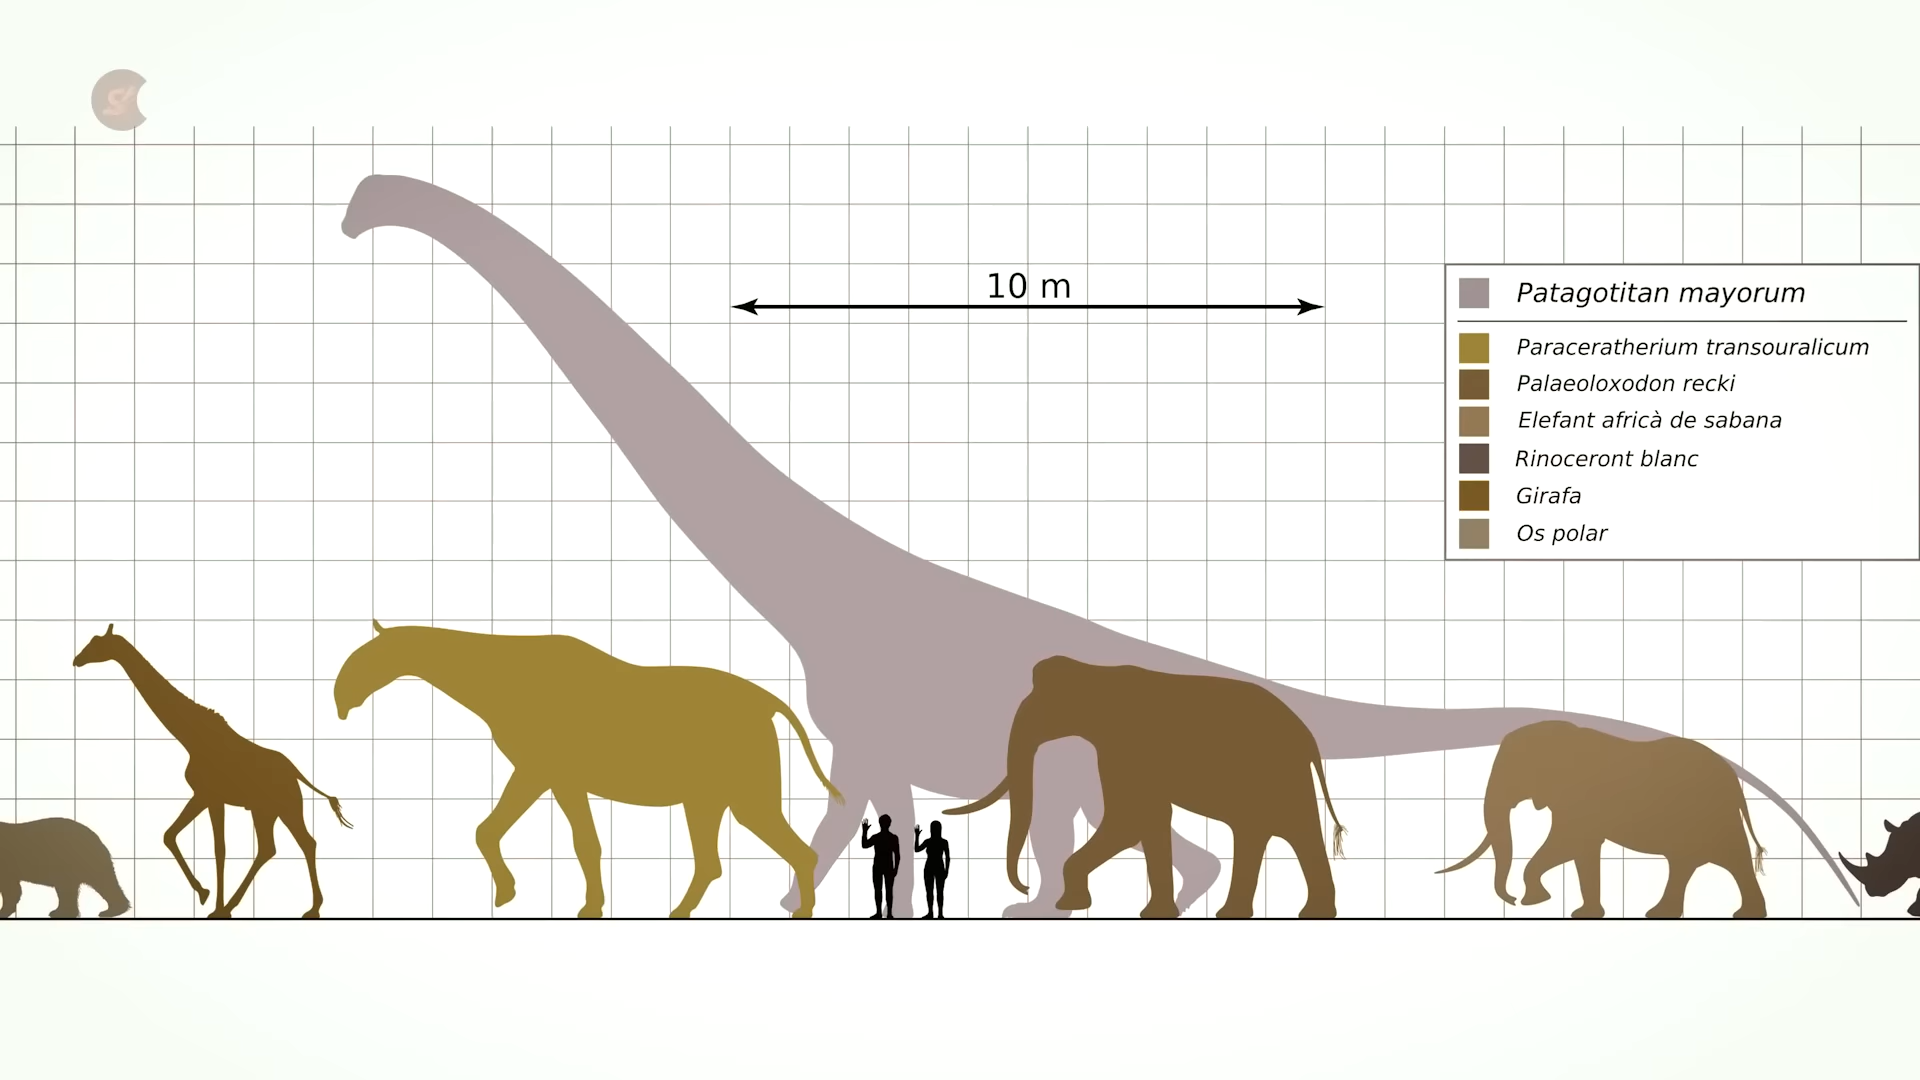 10 m
Patagotitan mayorum
Paraceratherium transouralicum
Palaeoloxodon recki
Elefant africà de sabana
Rinoceront blanc
Girafa
Os polar